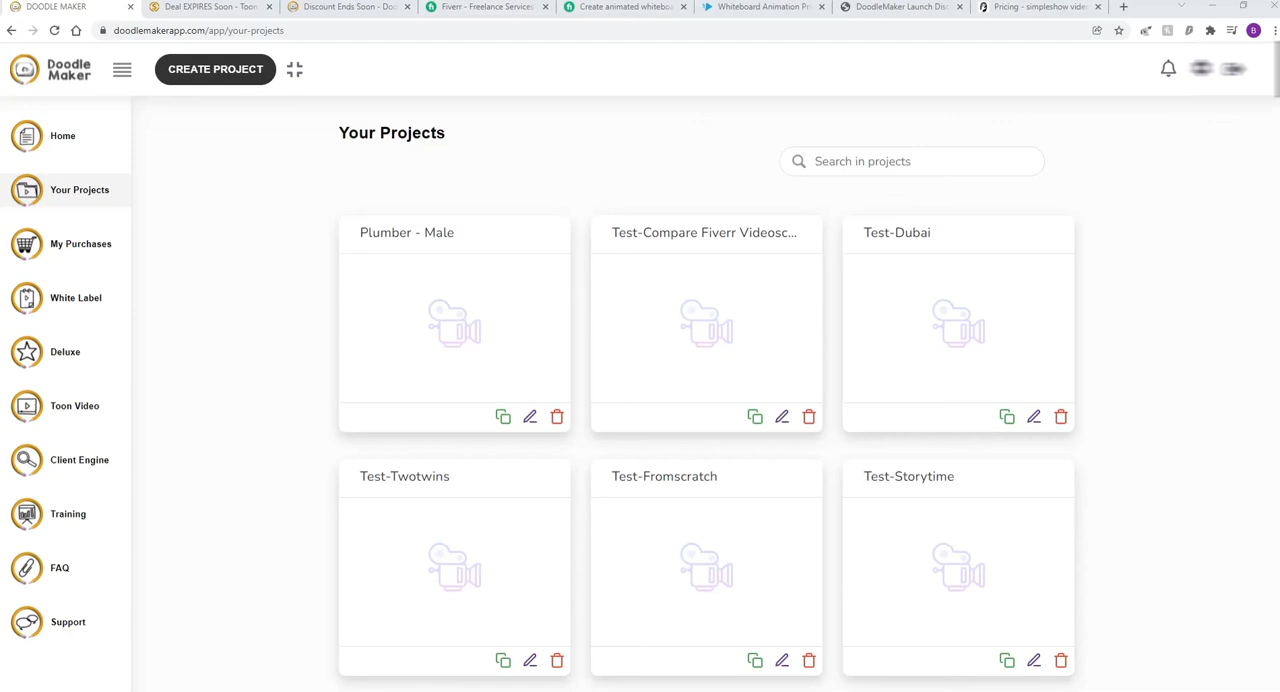 DOODLE MAKER
Deal EXPIRES Soon - Toon
Discount Ends Soon - Doo
Fiverr - Freelance Services
Create animated whiteboa
Whiteboard Animation Pr
DoodleMaker Launch Disc
Pricing - simpleshow vide
doodlemakerapp.com/app/your-projects
B
Doodle
Maker
CREATE PROJECT
Home
Your Projects
My Purchases
White Label
Deluxe
Toon Video
Client Engine
Training
FAQ
Support
Your Projects
Search in projects
Plumber - Male
Test-Compare Fiverr Videosc...
Test-Dubai
Test-Twotwins
Test-Fromscratch
Test-Storytime